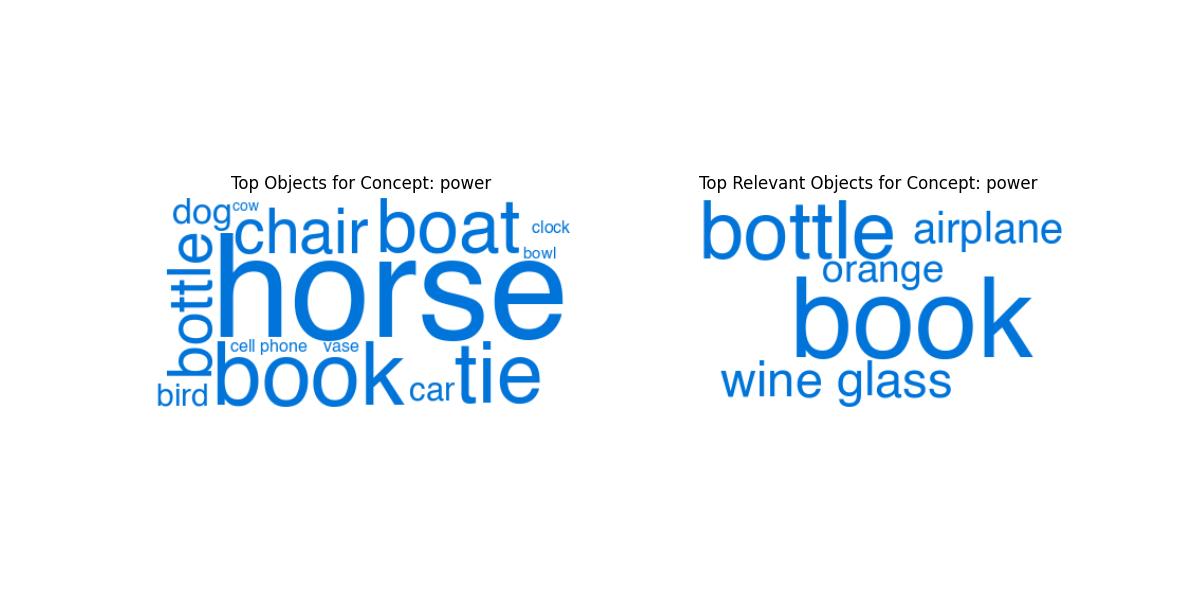 Top Objects for Concept: power
dog cow chair boat clock
bottle horse bowl
cell phone vase
bird book car tie
Top Relevant Objects for Concept: power
bottle airplane
orange
book
wine glass